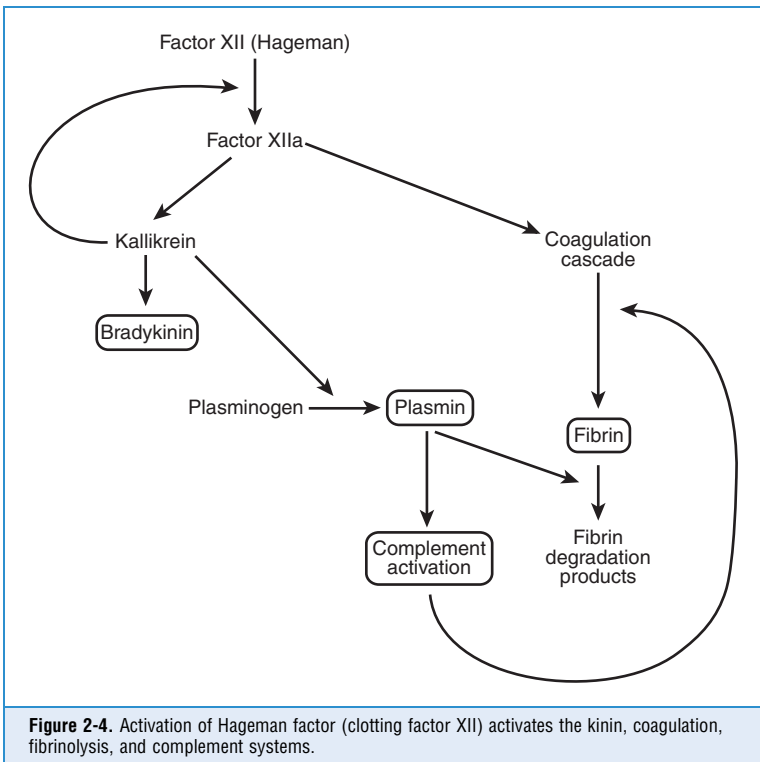 Factor XII (Hageman)
Factor XIIa
Kallikrein
Coagulation
cascade
Bradykinin
Plasminogen
Plasmin
Fibrin
Complement
activation
Fibrin
degradation
products
Figure 2-4. Activation of Hageman factor (clotting factor XII) activates the kinin, coagulation,
fibrinolysis, and complement systems.